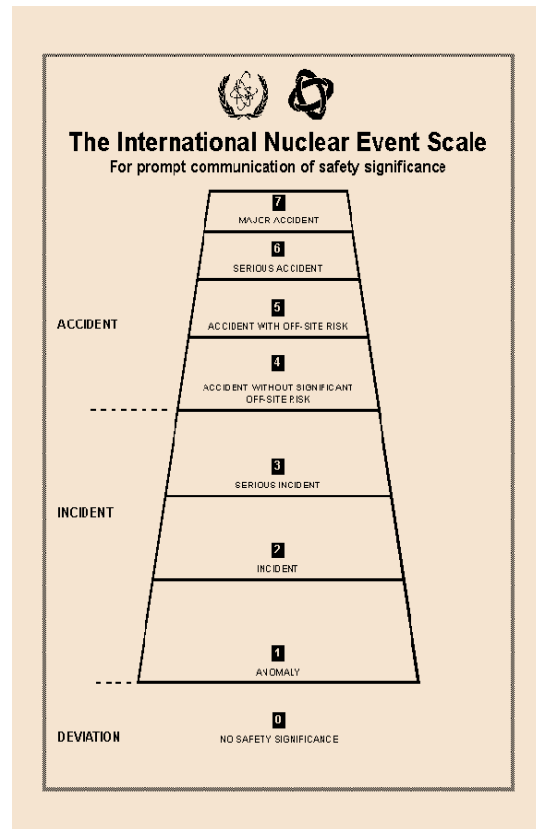 The International Nuclear Event Scale
For prompt communication of safety significance
7
MAJOR ACCIDENT
6
SERIOUS ACCIDENT
5
ACCIDENT WITH OFF-SITE RISK
ACCIDENT
4
ACCIDENT WITHOUT SIGNIFICANT
OFF-SITE RISK
3
SERIOUS INCIDENT
INCIDENT
2
INCIDENT
1
ANOMALY
0
DEVIATION
NO SAFETY SIGNIFICANCE